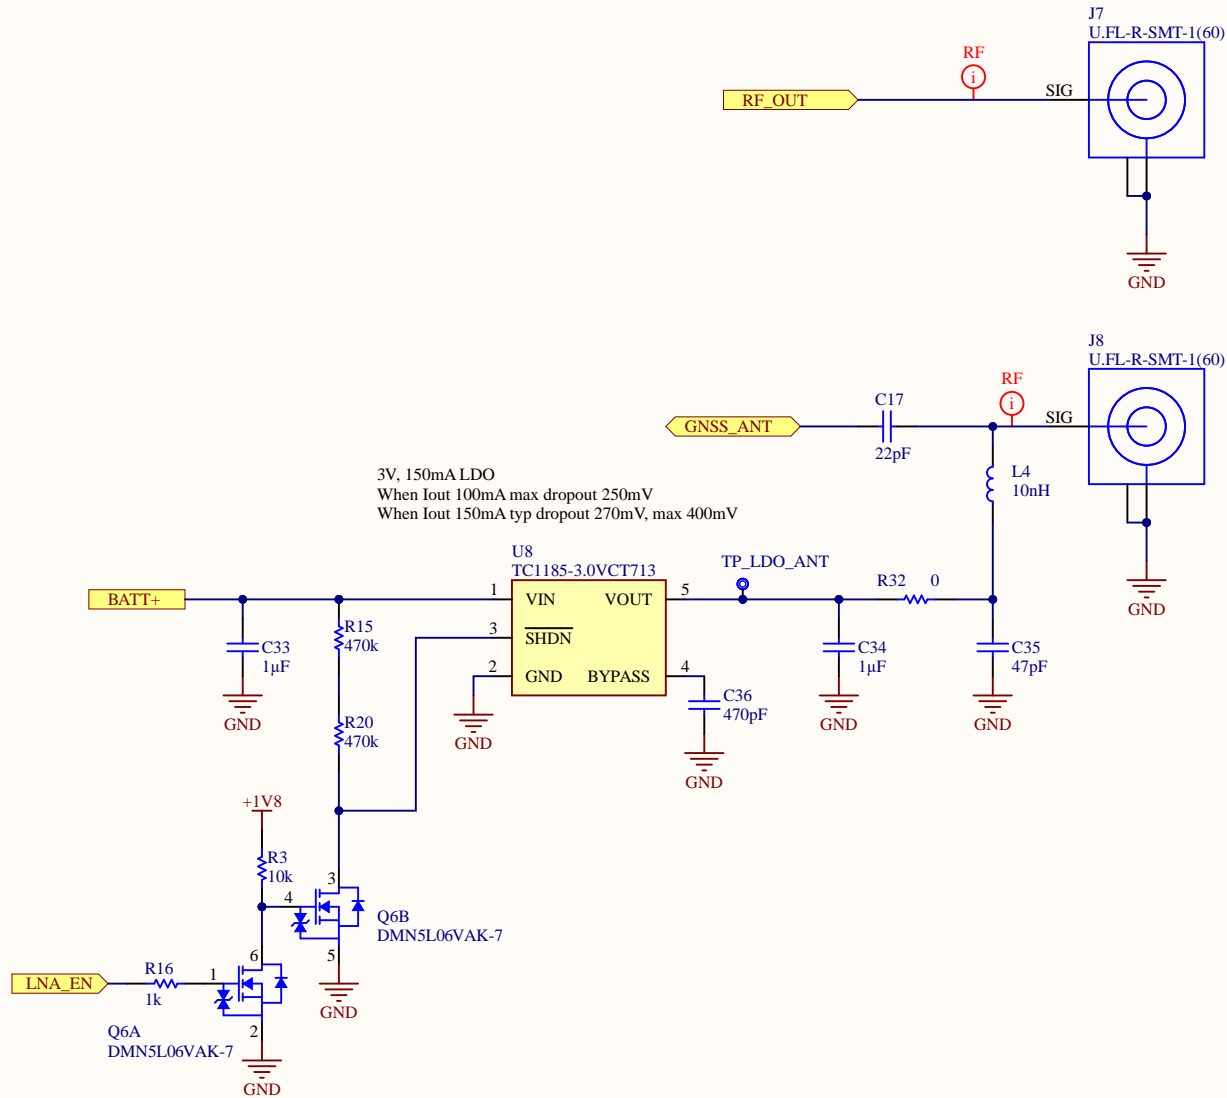 J7
U.FL-R-SMT-1(60)
RF
i
RF_OUT
SIG
GND
J8
U.FL-R-SMT-1(60)
RF
i
C17
GNSS_ANT
SIG
22pF
L4
10nH
3V, 150mA LDO
When Iout 100mA max dropout 250mV
When Iout 150mA typ dropout 270mV, max 400mV
U8
TC1185-3.0VCT713
TP_LDO_ANT
R32 0
GND
BATT+
1 VIN VOUT 5
R15
470k
3 SHDN
C33
1µF
C34
1µF
C35
47pF
2 GND BYPASS 4
C36
470pF
GND
GND
GND
GND
R20
470k
GND
+1V8
R3
10k
3
4
Q6B
DMN5L06VAK-7
5
6
LNA_EN
R16
1
1k
GND
Q6A
DMN5L06VAK-7
2
GND